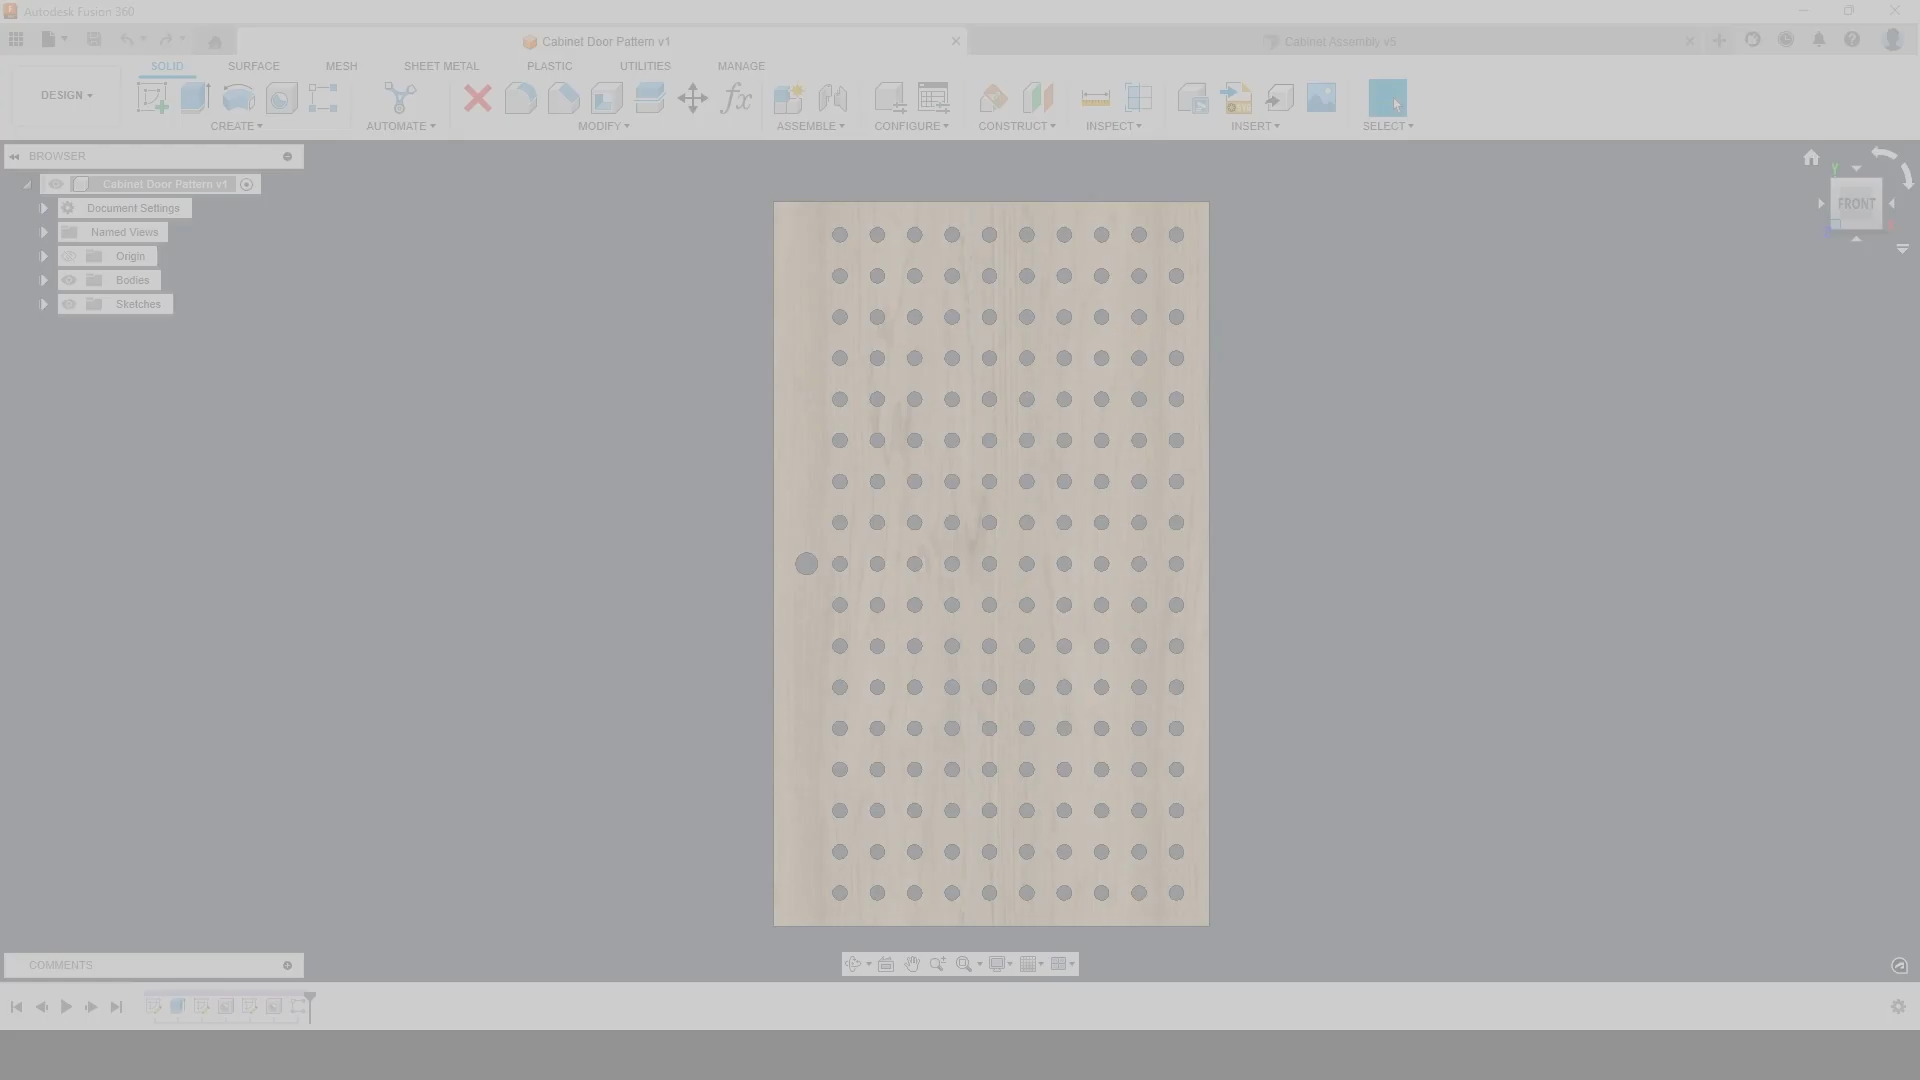 Autodesk Fusion 360
Cabinet Door Pattern v1
Cabinet Assembly v5
SOLID SURFACE MESH SHEET METAL PLASTIC UTILITIES MANAGE
DESIGN
CREATE AUTOMATE MODIFY ASSEMBLE CONFIGURE CONSTRUCT INSPECT INSERT SELECT
BROWSER
Cabinet Door Pattern v1
Document Settings
Named Views
Origin
Bodies
Sketches
Y
FRONT
COMMENTS